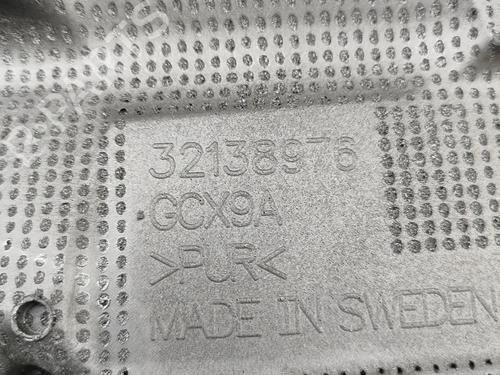 32138976
GCX9A
>PUR<
MADE IN SWEDEN